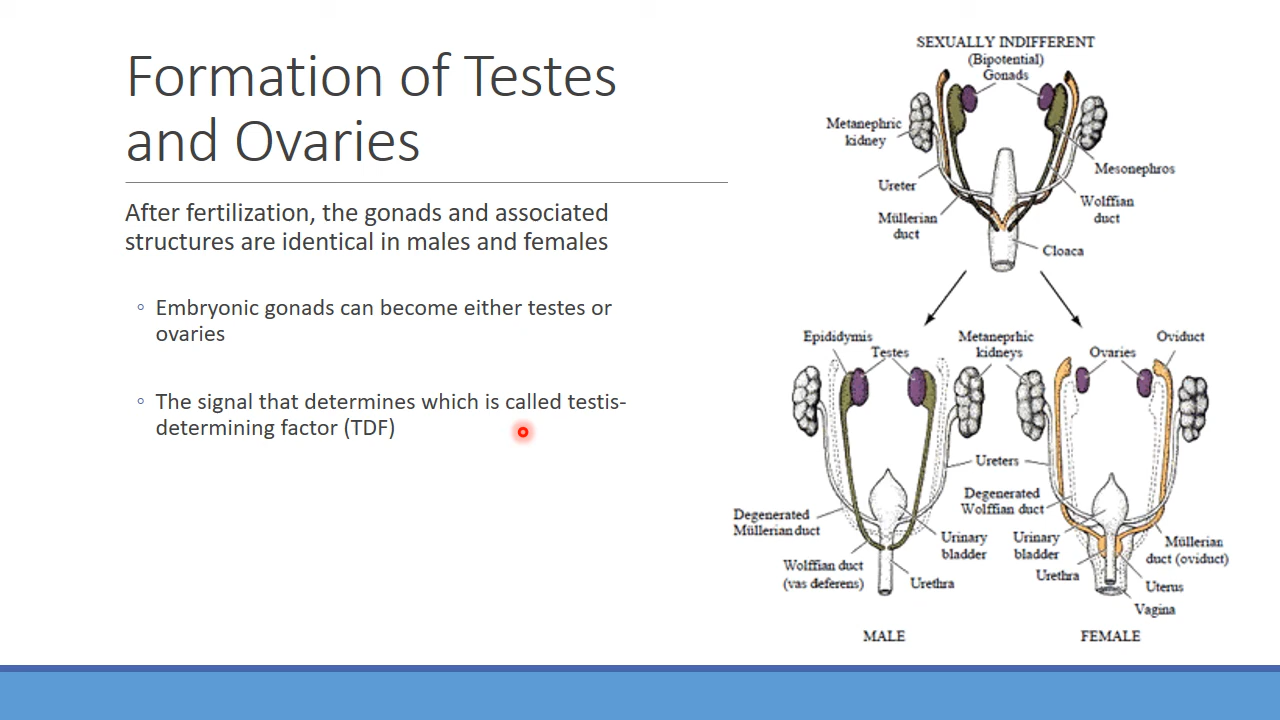 Formation of Testes
and Ovaries
After fertilization, the gonads and associated
structures are identical in males and females
◦ Embryonic gonads can become either testes or
ovaries
◦ The signal that determines which is called testis-
determining factor (TDF)
SEXUALLY INDIFFERENT
(Bipotential)
Gonads
Metanephric
kidney
Mesonephros
Ureter
Wolffian
duct
Müllerian
duct
Cloaca
Epididymis
Testes
Metaneprhic
kidneys
Ovaries
Oviduct
Ureters
Degenerated
Wolffian duct
Degenerated
Müllerian duct
Urinary
bladder
Urinary
bladder
Müllerian
duct (oviduct)
Wolffian duct
(vas deferens)
Urethra
Urethra
Uterus
Vagina
MALE
FEMALE